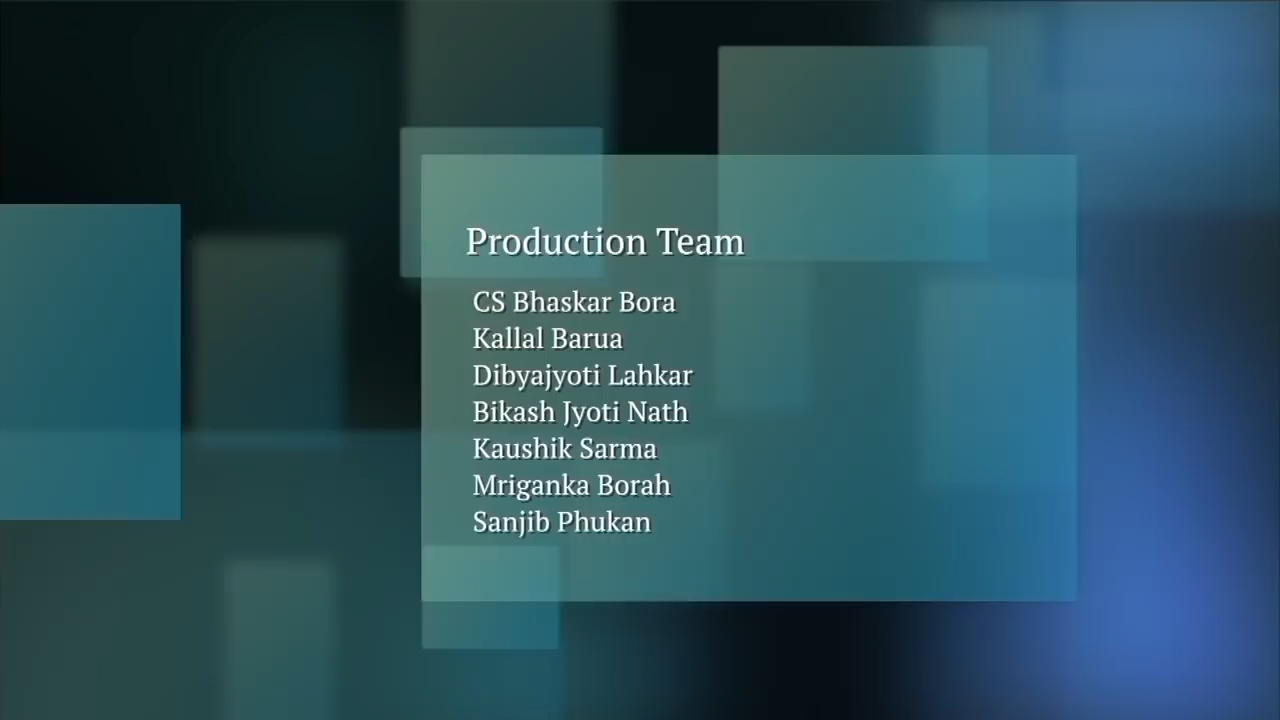 Production Team
CS Bhaskar Bora
Kallal Barua
Dibyajyoti Lahkar
Bikash Jyoti Nath
Kaushik Sarma
Mriganka Borah
Sanjib Phukan